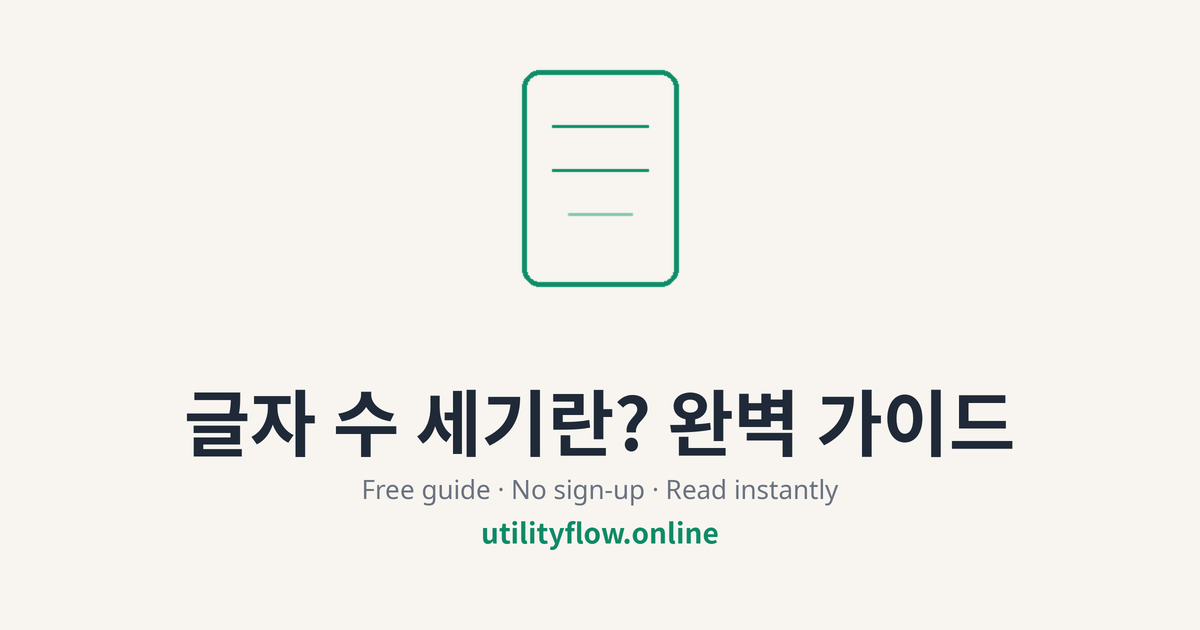 글자 수 세기란? 완벽 가이드
Free guide · No sign-up · Read instantly
utilityflow.online